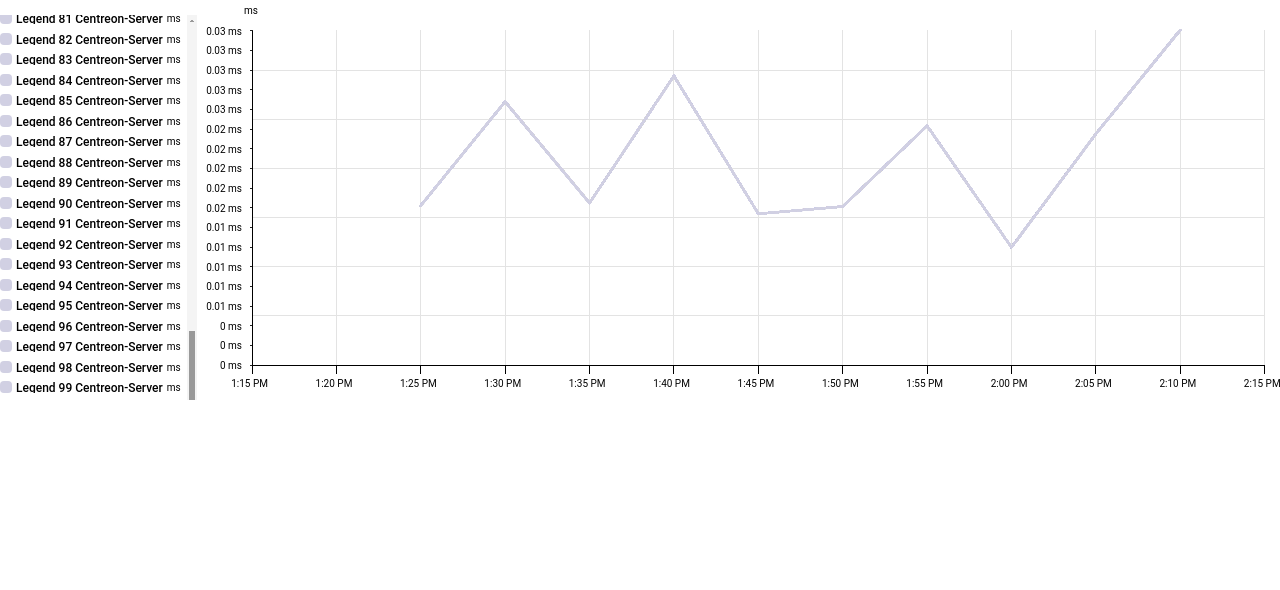 Legend 81 Centreon-Server ms
Legend 82 Centreon-Server ms
Legend 83 Centreon-Server ms
Legend 84 Centreon-Server ms
Legend 85 Centreon-Server ms
Legend 86 Centreon-Server ms
Legend 87 Centreon-Server ms
Legend 88 Centreon-Server ms
Legend 89 Centreon-Server ms
Legend 90 Centreon-Server ms
Legend 91 Centreon-Server ms
Legend 92 Centreon-Server ms
Legend 93 Centreon-Server ms
Legend 94 Centreon-Server ms
Legend 95 Centreon-Server ms
Legend 96 Centreon-Server ms
Legend 97 Centreon-Server ms
Legend 98 Centreon-Server ms
Legend 99 Centreon-Server ms
ms
0.03 ms
0.03 ms
0.03 ms
0.03 ms
0.03 ms
0.02 ms
0.02 ms
0.02 ms
0.02 ms
0.02 ms
0.01 ms
0.01 ms
0.01 ms
0.01 ms
0.01 ms
0 ms
0 ms
0 ms
1:15 PM 1:20 PM 1:25 PM 1:30 PM 1:35 PM 1:40 PM 1:45 PM 1:50 PM 1:55 PM 2:00 PM 2:05 PM 2:10 PM 2:15 PM